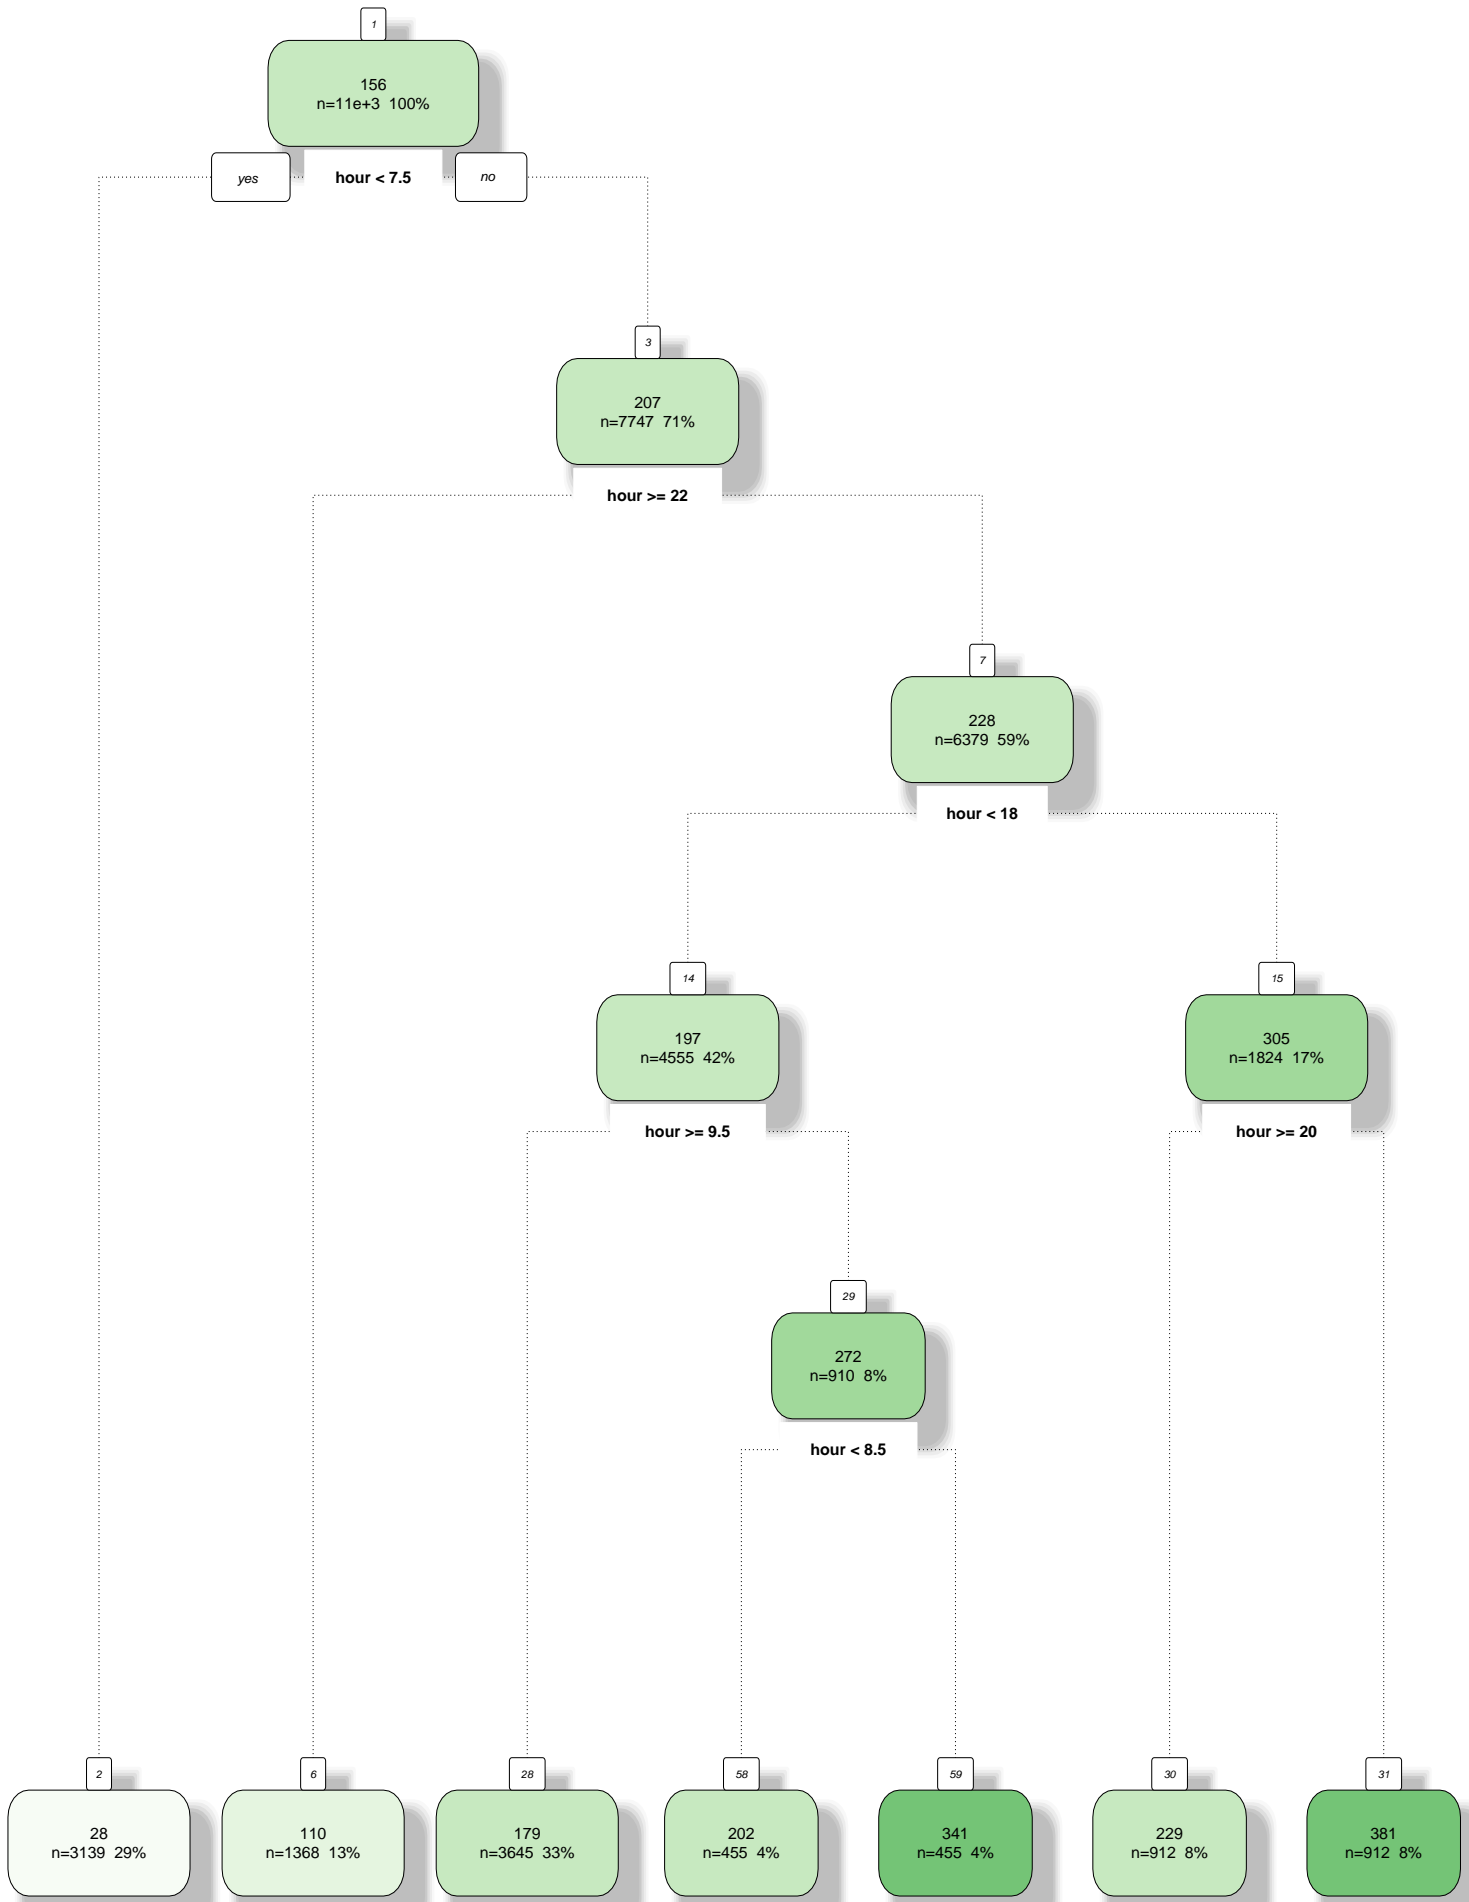 1
156
n=11e+3 100%
yes hour < 7.5 no
3
207
n=7747 71%
hour >= 22
7
228
n=6379 59%
hour < 18
14
197
n=4555 42%
hour >= 9.5
15
305
n=1824 17%
hour >= 20
29
272
n=910 8%
hour < 8.5
2
28
n=3139 29%
6
110
n=1368 13%
28
179
n=3645 33%
58
202
n=455 4%
59
341
n=455 4%
30
229
n=912 8%
31
381
n=912 8%